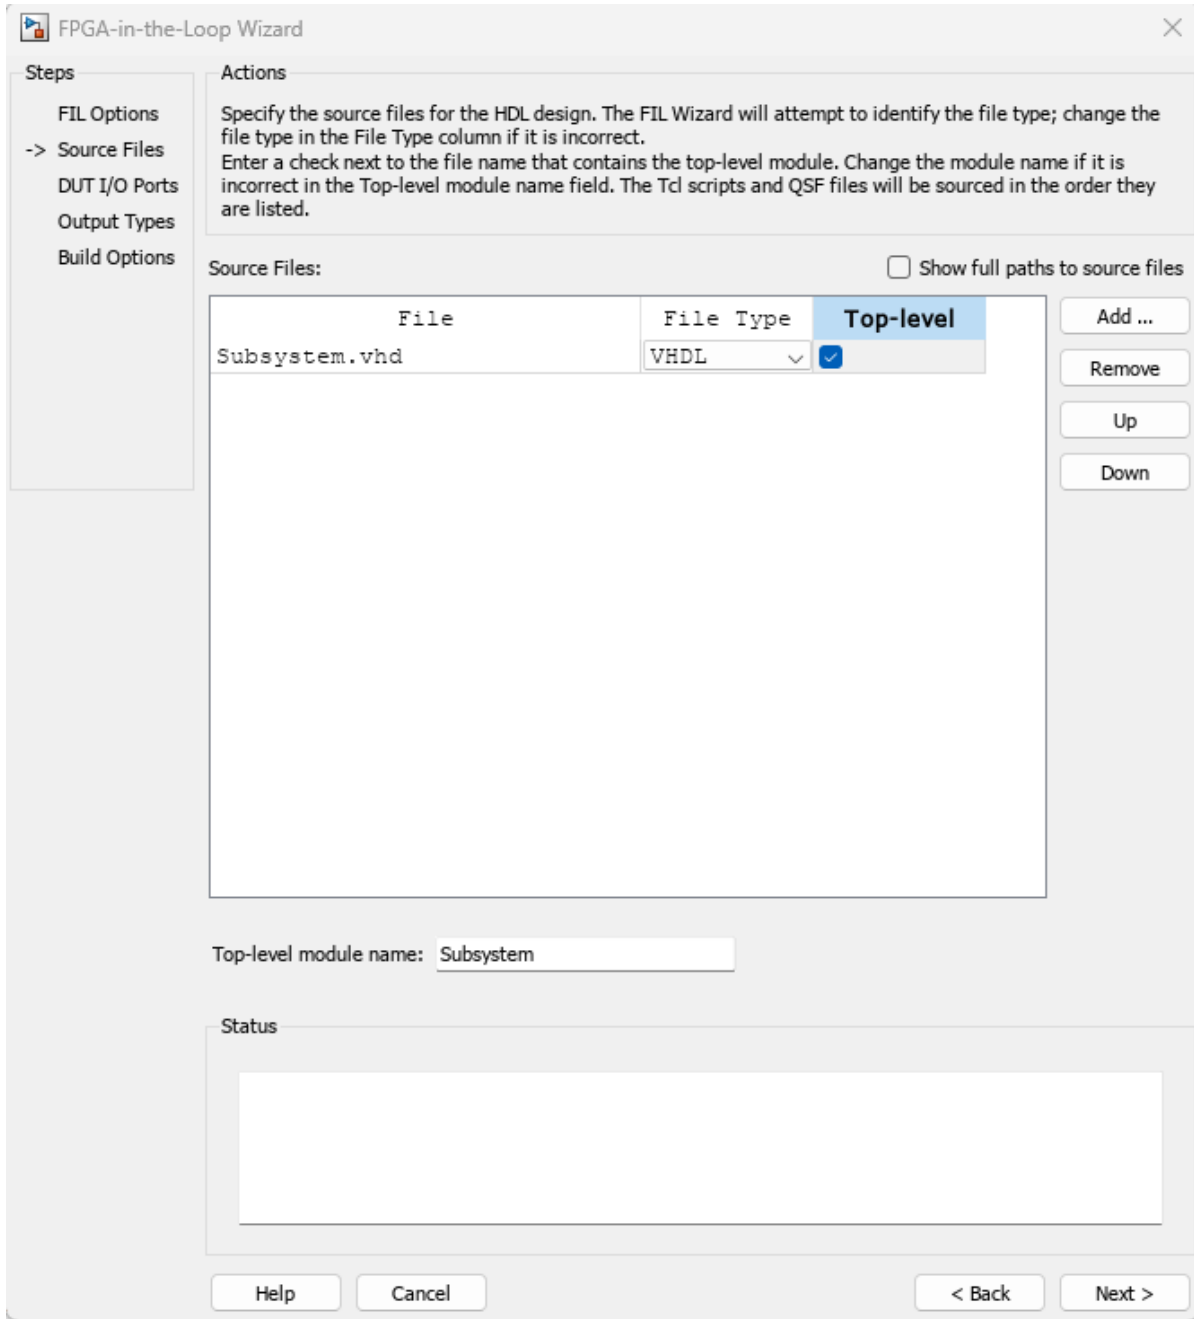 FPGA-in-the-Loop Wizard
Steps
FIL Options
-> Source Files
DUT I/O Ports
Output Types
Build Options
Actions
Specify the source files for the HDL design. The FIL Wizard will attempt to identify the file type; change the
file type in the File Type column if it is incorrect.
Enter a check next to the file name that contains the top-level module. Change the module name if it is
incorrect in the Top-level module name field. The Tcl scripts and QSF files will be sourced in the order they
are listed.
Source Files:
Show full paths to source files
File File Type Top-level
Subsystem.vhd VHDL
Add ...
Remove
Up
Down
Top-level module name: Subsystem
Status
Help Cancel < Back Next >